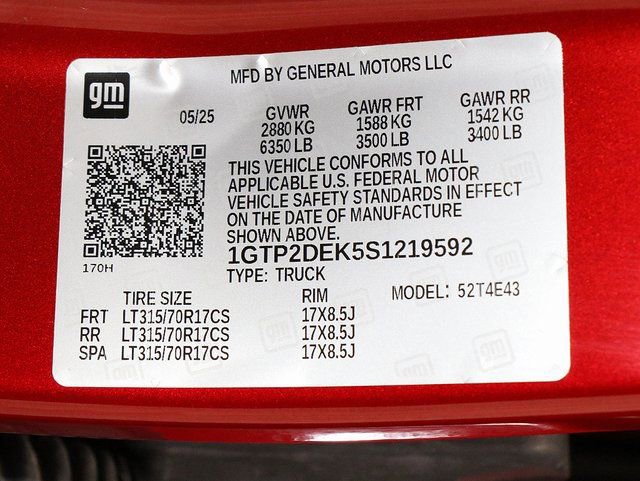 MFD BY GENERAL MOTORS LLC
gm
05/25
GVWR GAWR FRT GAWR RR
2880 KG 1588 KG 1542 KG
6350 LB 3500 LB 3400 LB
THIS VEHICLE CONFORMS TO ALL
APPLICABLE U.S. FEDERAL MOTOR
VEHICLE SAFETY STANDARDS IN EFFECT
ON THE DATE OF MANUFACTURE
SHOWN ABOVE.
1GTP2DEK5S1219592
170H
TYPE: TRUCK
TIRE SIZE RIM MODEL: 52T4E43
FRT LT315/70R17CS 17X8.5J
RR LT315/70R17CS 17X8.5J
SPA LT315/70R17CS 17X8.5J